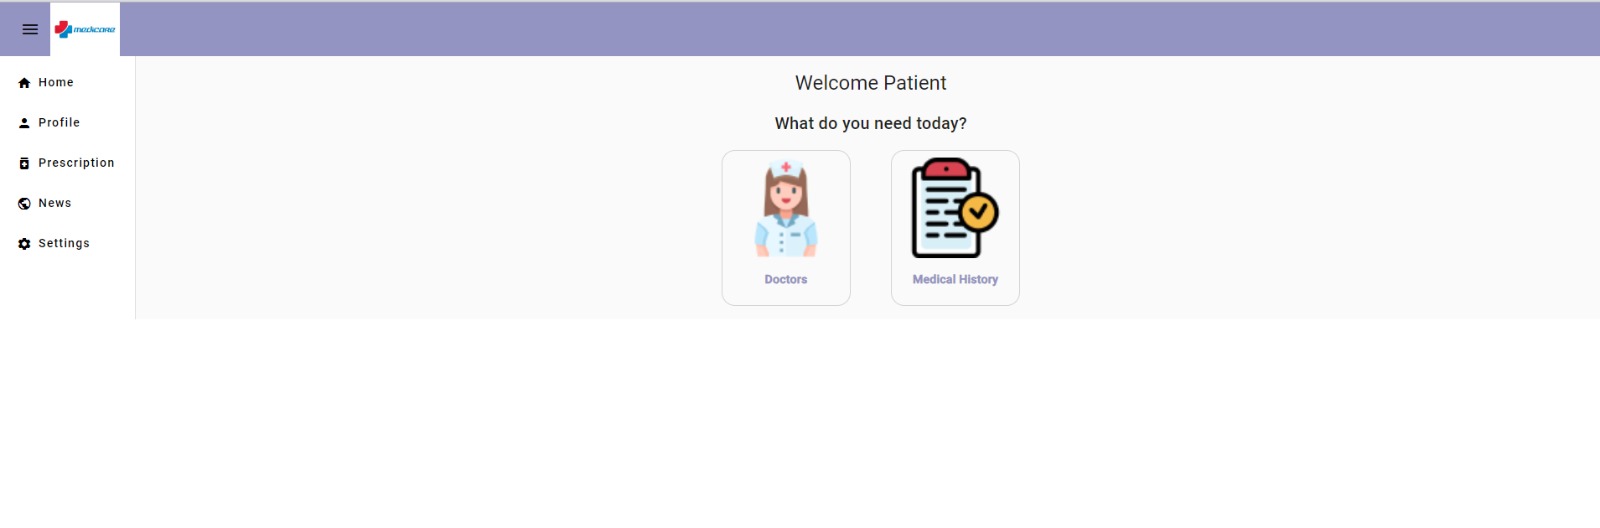 medicare
Home
Profile
Prescription
News
Settings
Welcome Patient
What do you need today?
Doctors
Medical History